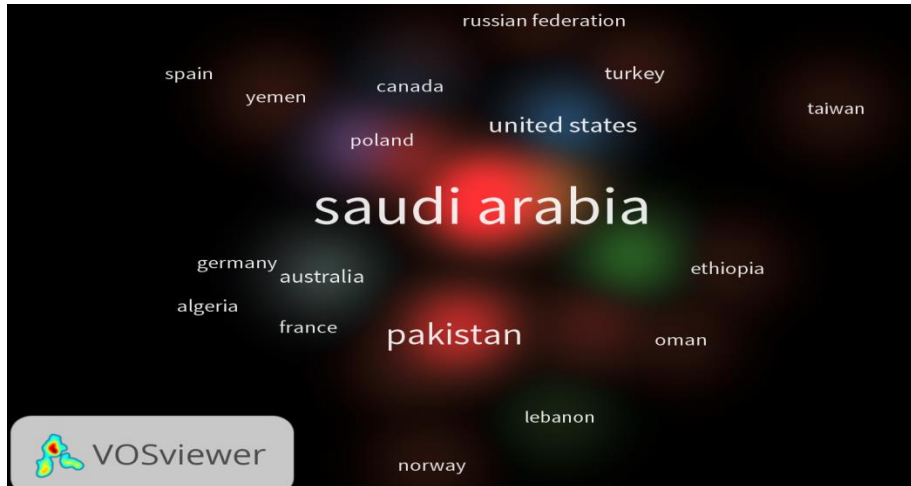 russian federation
spain
turkey
canada
yemen
taiwan
united states
poland
saudi arabia
germany
australia
ethiopia
algeria
france
pakistan
oman
lebanon
VOSviewer
norway